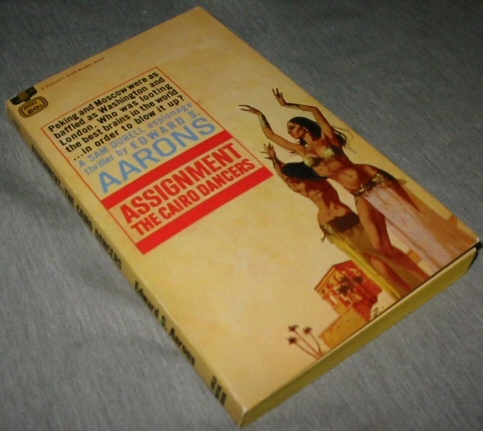 Peking and Moscow were as
baffled as Washington and
London. Who was looting
the best brains in the world
... in order to blow it up?
A SAM DURELL espionage
thriller by EDWARD S.
AARONS
ASSIGNMENT
THE CAIRO DANCERS
Edward S. Aarons